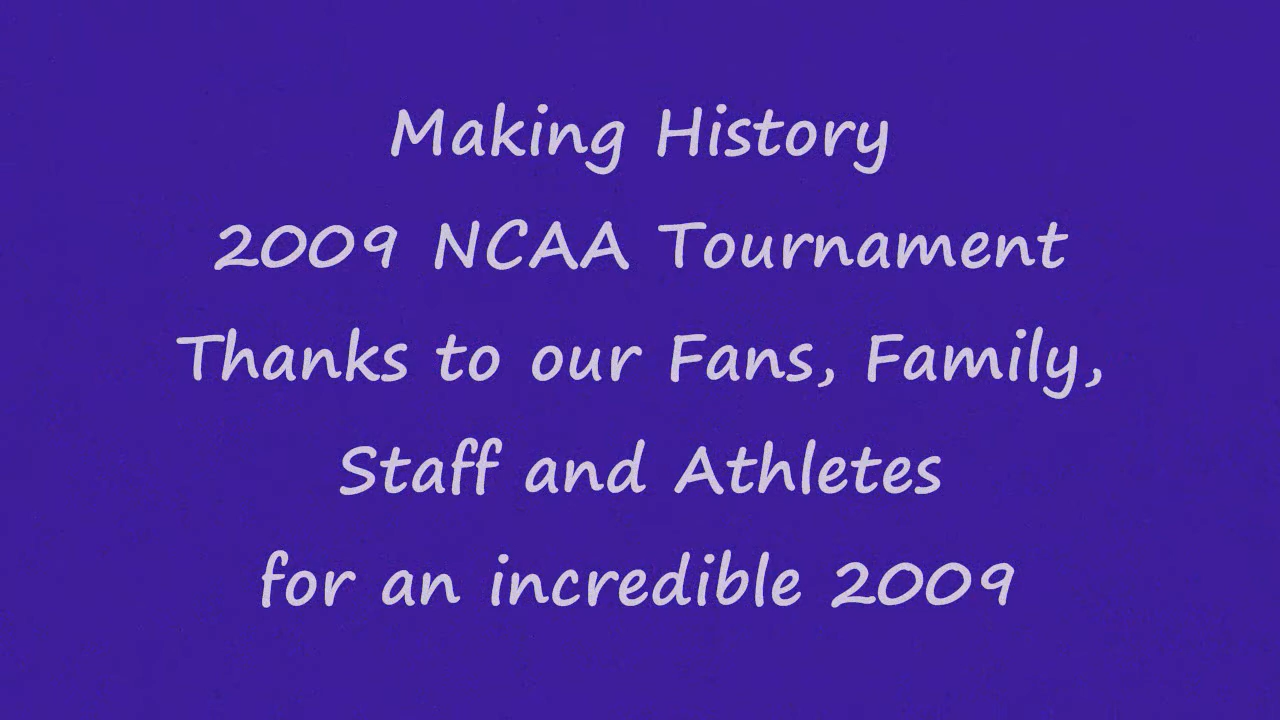 Making History
2009 NCAA Tournament
Thanks to our Fans, Family,
Staff and Athletes
for an incredible 2009